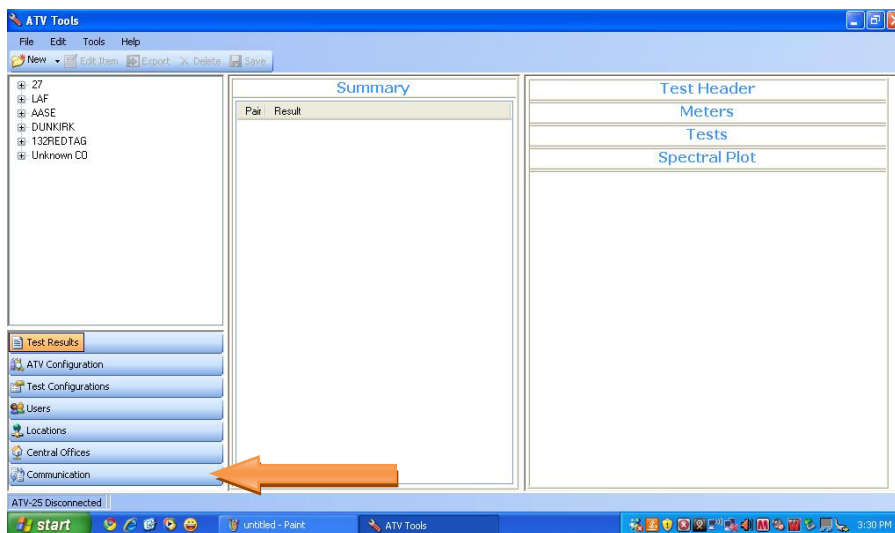 ATV Tools
File Edit Tools Help
New Edit Item Export Delete Save
27
LAF
AASE
DUNKIRK
132REDTAG
Unknown CO
Test Results
ATV Configuration
Test Configurations
Users
Locations
Central Offices
Communication
Summary
Pair Result
Test Header
Meters
Tests
Spectral Plot
ATV-25 Disconnected
start untitled - Paint ATV Tools 3:30 PM